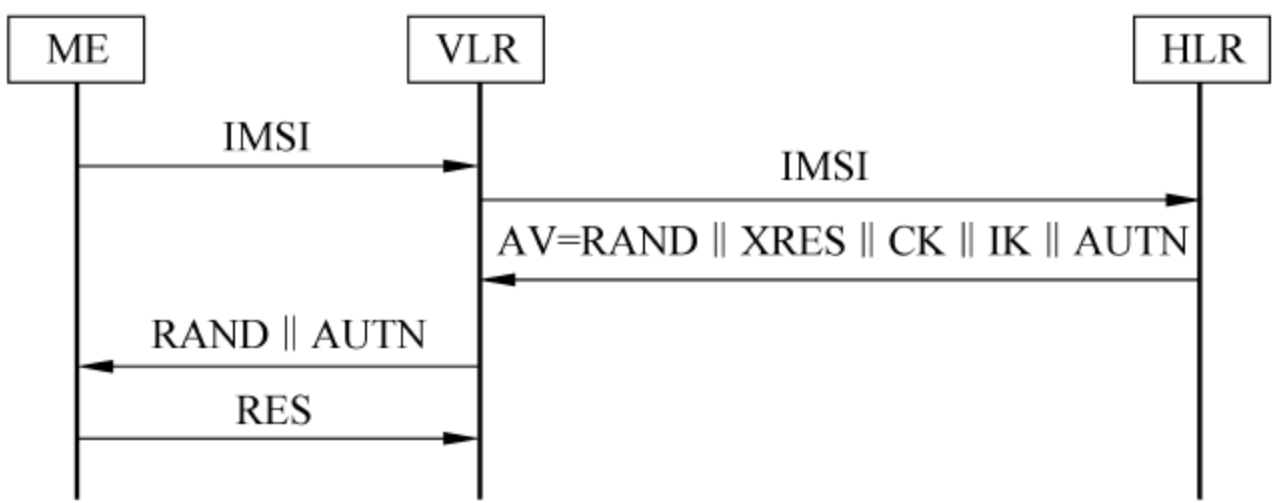 ME
VLR
HLR
IMSI
IMSI
AV=RAND || XRES || CK || IK || AUTN
RAND || AUTN
RES